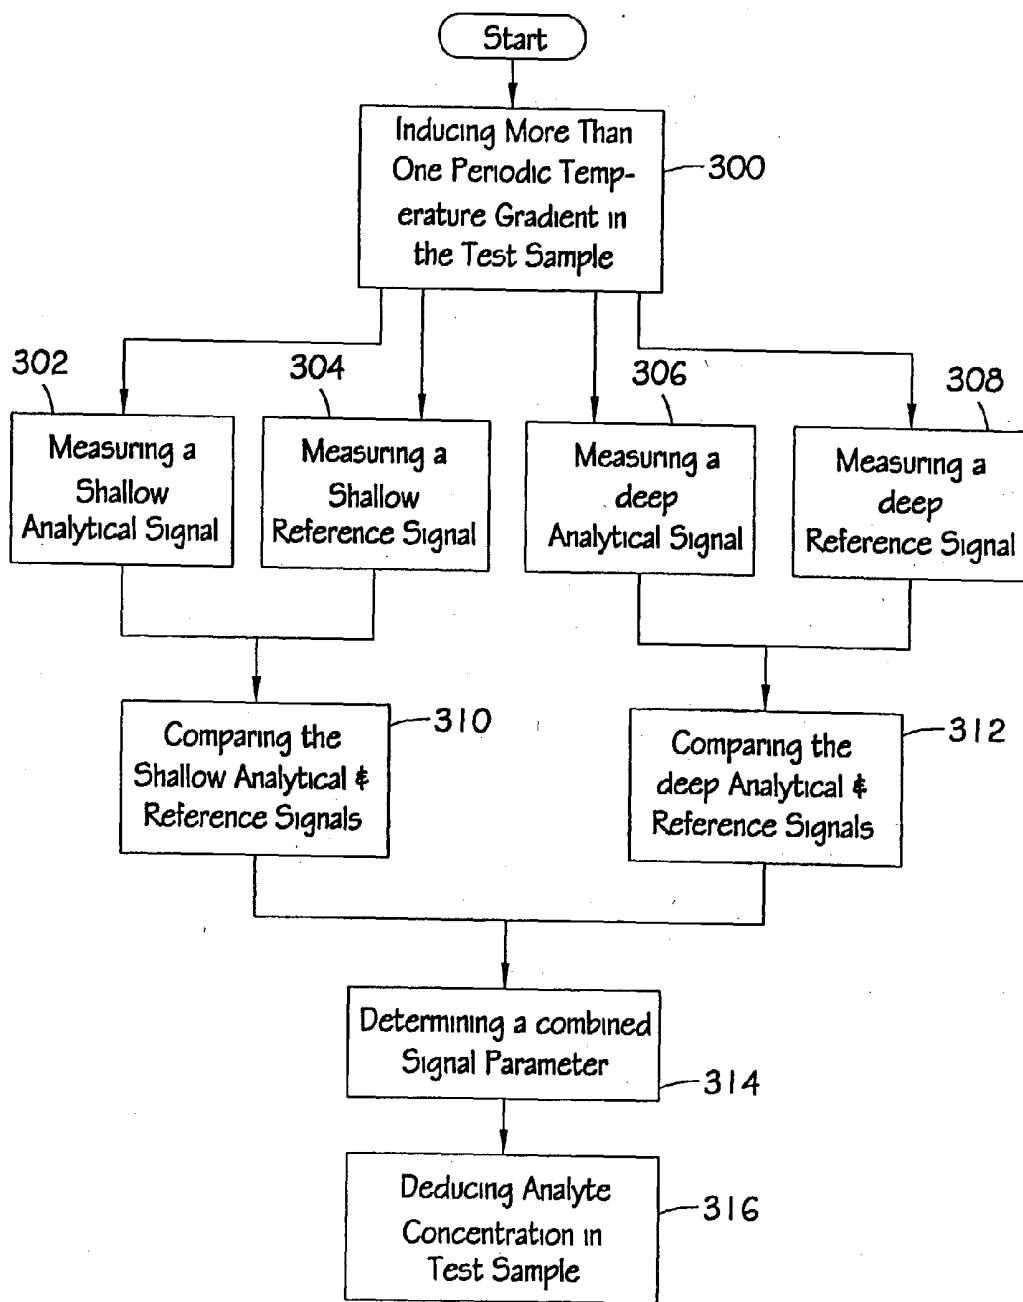 Start
Inducing More Than
One Periodic Temp-
erature Gradient in
the Test Sample
300
302
304
306
308
Measuring a
Shallow
Analytical Signal
Measuring a
Shallow
Reference Signal
Measuring a
deep
Analytical Signal
Measuring a
deep
Reference Signal
310
Comparing the
Shallow Analytical &
Reference Signals
312
Comparing the
deep Analytical &
Reference Signals
Determining a combined
Signal Parameter
314
Deducing Analyte
Concentration in
Test Sample
316